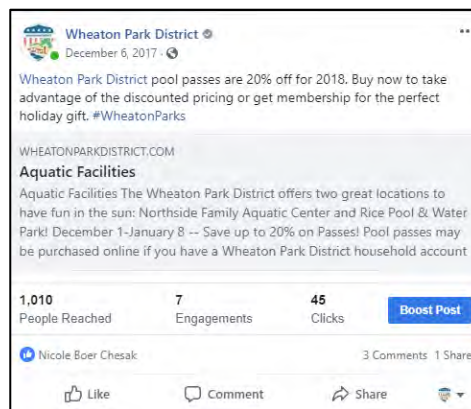 Wheaton Park District
December 6, 2017 ·
Wheaton Park District pool passes are 20% off for 2018. Buy now to take
advantage of the discounted pricing or get membership for the perfect
holiday gift. #WheatonParks
WHEATONPARKDISTRICT.COM
Aquatic Facilities
Aquatic Facilities The Wheaton Park District offers two great locations to
have fun in the sun: Northside Family Aquatic Center and Rice Pool & Water
Park! December 1-January 8 -- Save up to 20% on Passes! Pool passes may
be purchased online if you have a Wheaton Park District household account
1,010 7 45
People Reached Engagements Clicks Boost Post
Nicole Boer Chesak 3 Comments 1 Share
Like Comment Share